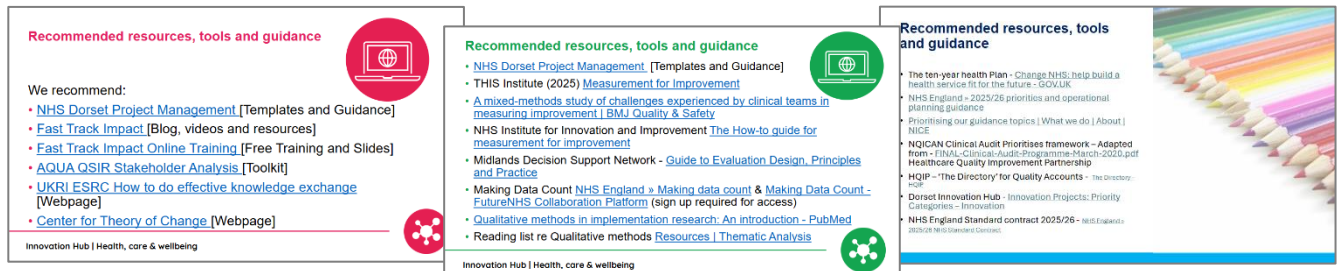 Recommended resources, tools and guidance
We recommend:
• NHS Dorset Project Management [Templates and Guidance]
• Fast Track Impact [Blog, videos and resources]
• Fast Track Impact Online Training [Free Training and Slides]
• AQUA QSIR Stakeholder Analysis [Toolkit]
• UKRI ESRC How to do effective knowledge exchange
[Webpage]
• Center for Theory of Change [Webpage]
Innovation Hub | Health, care & wellbeing
Recommended resources, tools and guidance
• NHS Dorset Project Management [Templates and Guidance]
• THIS Institute (2025) Measurement for Improvement
• A mixed-methods study of challenges experienced by clinical teams in
measuring improvement | BMJ Quality & Safety
• NHS Institute for Innovation and Improvement The How-to guide for
measurement for improvement
• Midlands Decision Support Network - Guide to Evaluation Design, Principles
and Practice
• Making Data Count NHS England » Making data count & Making Data Count -
FutureNHS Collaboration Platform (sign up required for access)
• Qualitative methods in implementation research: An introduction - PubMed
• Reading list re Qualitative methods Resources | Thematic Analysis
Innovation Hub | Health, care & wellbeing
Recommended resources, tools
and guidance
• The ten-year health Plan - Change NHS: help build a
health service fit for the future - GOV.UK
• NHS England » 2025/26 priorities and operational
planning guidance
• Prioritising our guidance topics | What we do | About |
NICE
• NQICAN Clinical Audit Prioritises framework – Adapted
from - FINAL-Clinical-Audit-Programme-March-2020.pdf
Healthcare Quality Improvement Partnership
• HQIP – 'The Directory' for Quality Accounts - The Directory -
HQIP
• Dorset Innovation Hub - Innovation Projects: Priority
Categories – Innovation
• NHS England Standard contract 2025/26 - NHS England »
2025/26 NHS Standard Contract